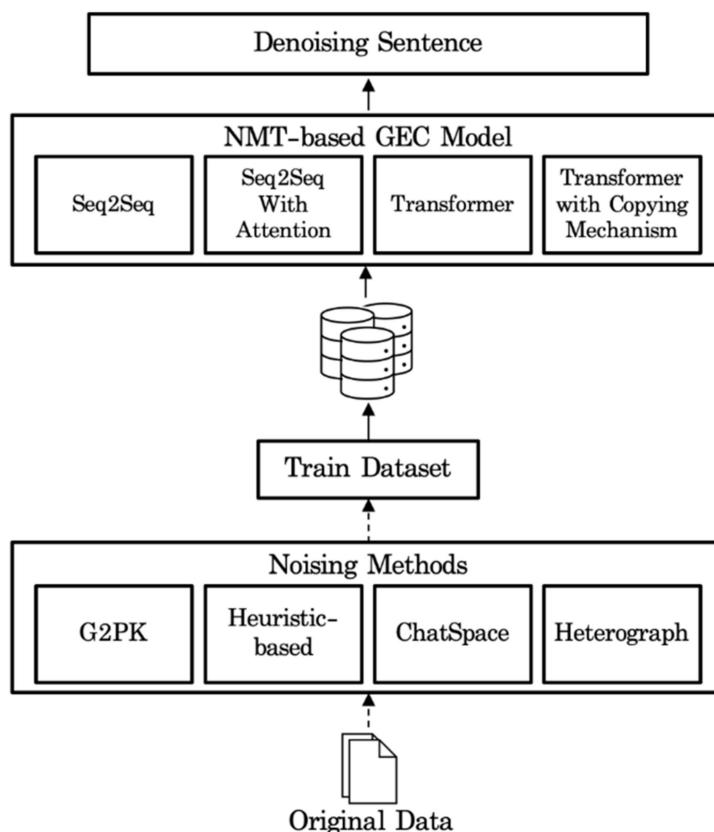 Denoising Sentence
NMT-based GEC Model
Seq2Seq
Seq2Seq
With
Attention
Transformer
Transformer
with Copying
Mechanism
Train Dataset
Noising Methods
G2PK
Heuristic-
based
ChatSpace
Heterograph
Original Data